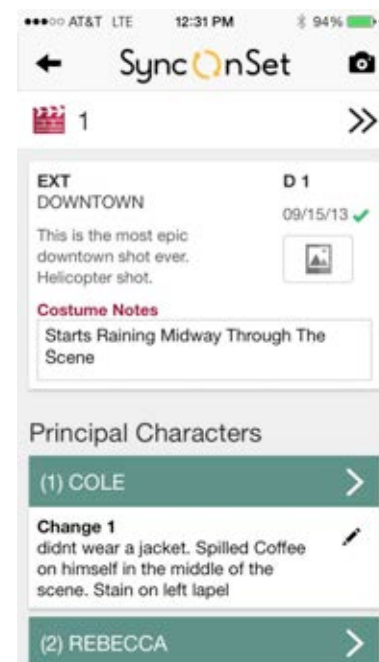 AT&T LTE 12:31 PM 94%
SyncOnSet
1
EXT D 1
DOWNTOWN
09/15/13
This is the most epic
downtown shot ever.
Helicopter shot.
Costume Notes
Starts Raining Midway Through The
Scene
Principal Characters
(1) COLE
Change 1
didnt wear a jacket. Spilled Coffee
on himself in the middle of the
scene. Stain on left lapel
(2) REBECCA